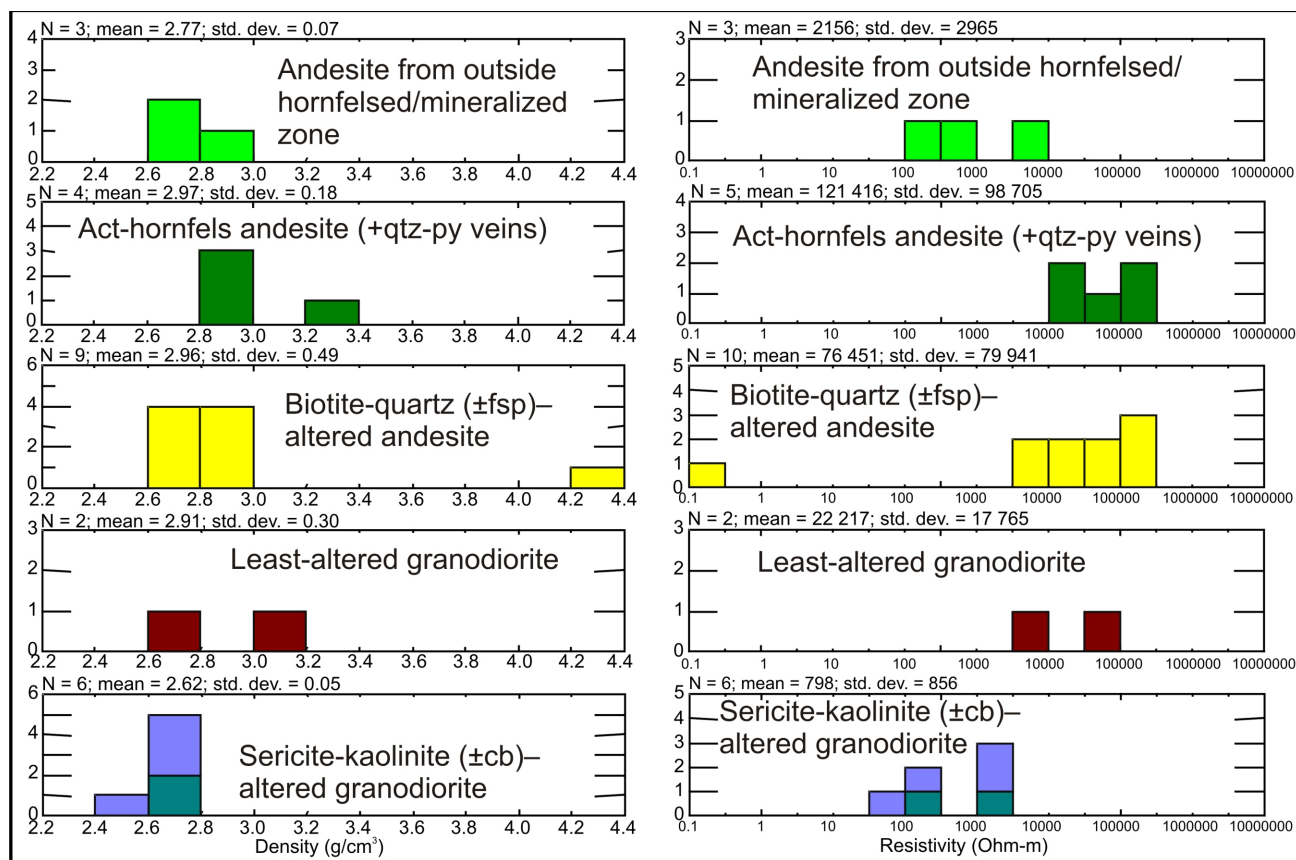 N = 3; mean = 2.77; std. dev. = 0.07
4
3
2
1
0
Andesite from outside
hornfelsed/mineralized
zone
2.2 2.4 2.6 2.8 3.0 3.2 3.4 3.6 3.8 4.0 4.2 4.4
N = 3; mean = 2156; std. dev. = 2965
3
2
1
0
Andesite from outside hornfelsed/
mineralized zone
0.1 1 10 100 1000 10000 100000 1000000 10000000
N = 4; mean = 2.97; std. dev. = 0.18
5
4
3
2
1
0
Act-hornfels andesite (+qtz-py veins)
2.2 2.4 2.6 2.8 3.0 3.2 3.4 3.6 3.8 4.0 4.2 4.4
N = 5; mean = 121 416; std. dev. = 98 705
4
3
2
1
0
Act-hornfels andesite (+qtz-py veins)
0.1 1 10 100 1000 10000 100000 1000000 10000000
N = 9; mean = 2.96; std. dev. = 0.49
6
4
2
0
Biotite-quartz (±fsp)–
altered andesite
2.2 2.4 2.6 2.8 3.0 3.2 3.4 3.6 3.8 4.0 4.2 4.4
N = 10; mean = 76 451; std. dev. = 79 941
5
4
3
2
1
0
Biotite-quartz (±fsp)–
altered andesite
0.1 1 10 100 1000 10000 100000 1000000 10000000
N = 2; mean = 2.91; std. dev. = 0.30
3
2
1
0
Least-altered granodiorite
2.2 2.4 2.6 2.8 3.0 3.2 3.4 3.6 3.8 4.0 4.2 4.4
N = 2; mean = 22 217; std. dev. = 17 765
3
2
1
0
Least-altered granodiorite
0.1 1 10 100 1000 10000 100000 1000000 10000000
N = 6; mean = 2.62; std. dev. = 0.05
6
4
2
0
Sericite-kaolinite (±cb)–
altered granodiorite
2.2 2.4 2.6 2.8 3.0 3.2 3.4 3.6 3.8 4.0 4.2 4.4
Density (g/cm³)
N = 6; mean = 798; std. dev. = 856
5
4
3
2
1
0
Sericite-kaolinite (±cb)–
altered granodiorite
0.1 1 10 100 1000 10000 100000 1000000 10000000
Resistivity (Ohm-m)